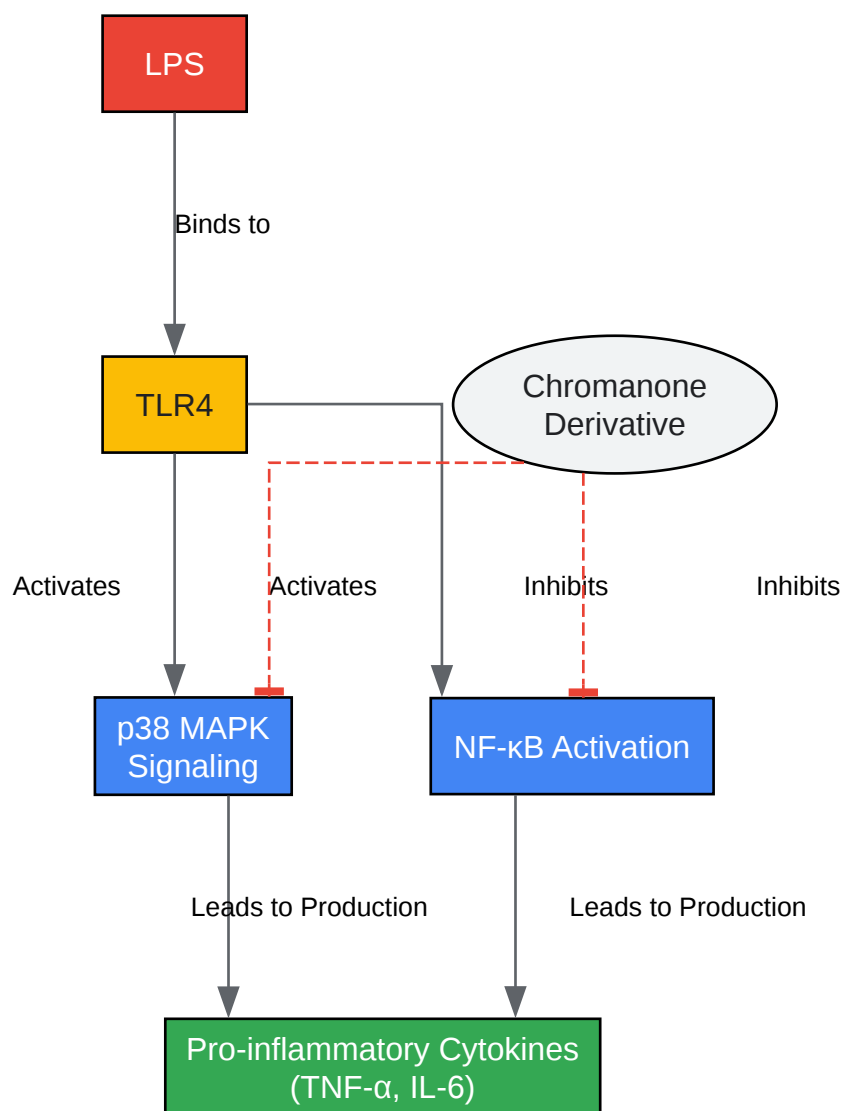 LPS
Binds to
TLR4
Chromanone
Derivative
Activates
Activates
Inhibits
Inhibits
p38 MAPK
Signaling
NF-κB Activation
Leads to Production
Leads to Production
Pro-inflammatory Cytokines
(TNF-α, IL-6)